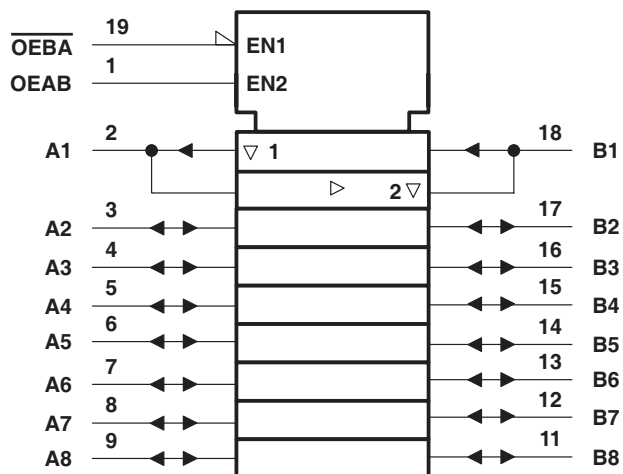 19
O̅E̅B̅A̅ EN1
1
OEAB EN2
2 18
A1 1 B1
2
3 17
A2 B2
4 16
A3 B3
5 15
A4 B4
6 14
A5 B5
7 13
A6 B6
8 12
A7 B7
9 11
A8 B8